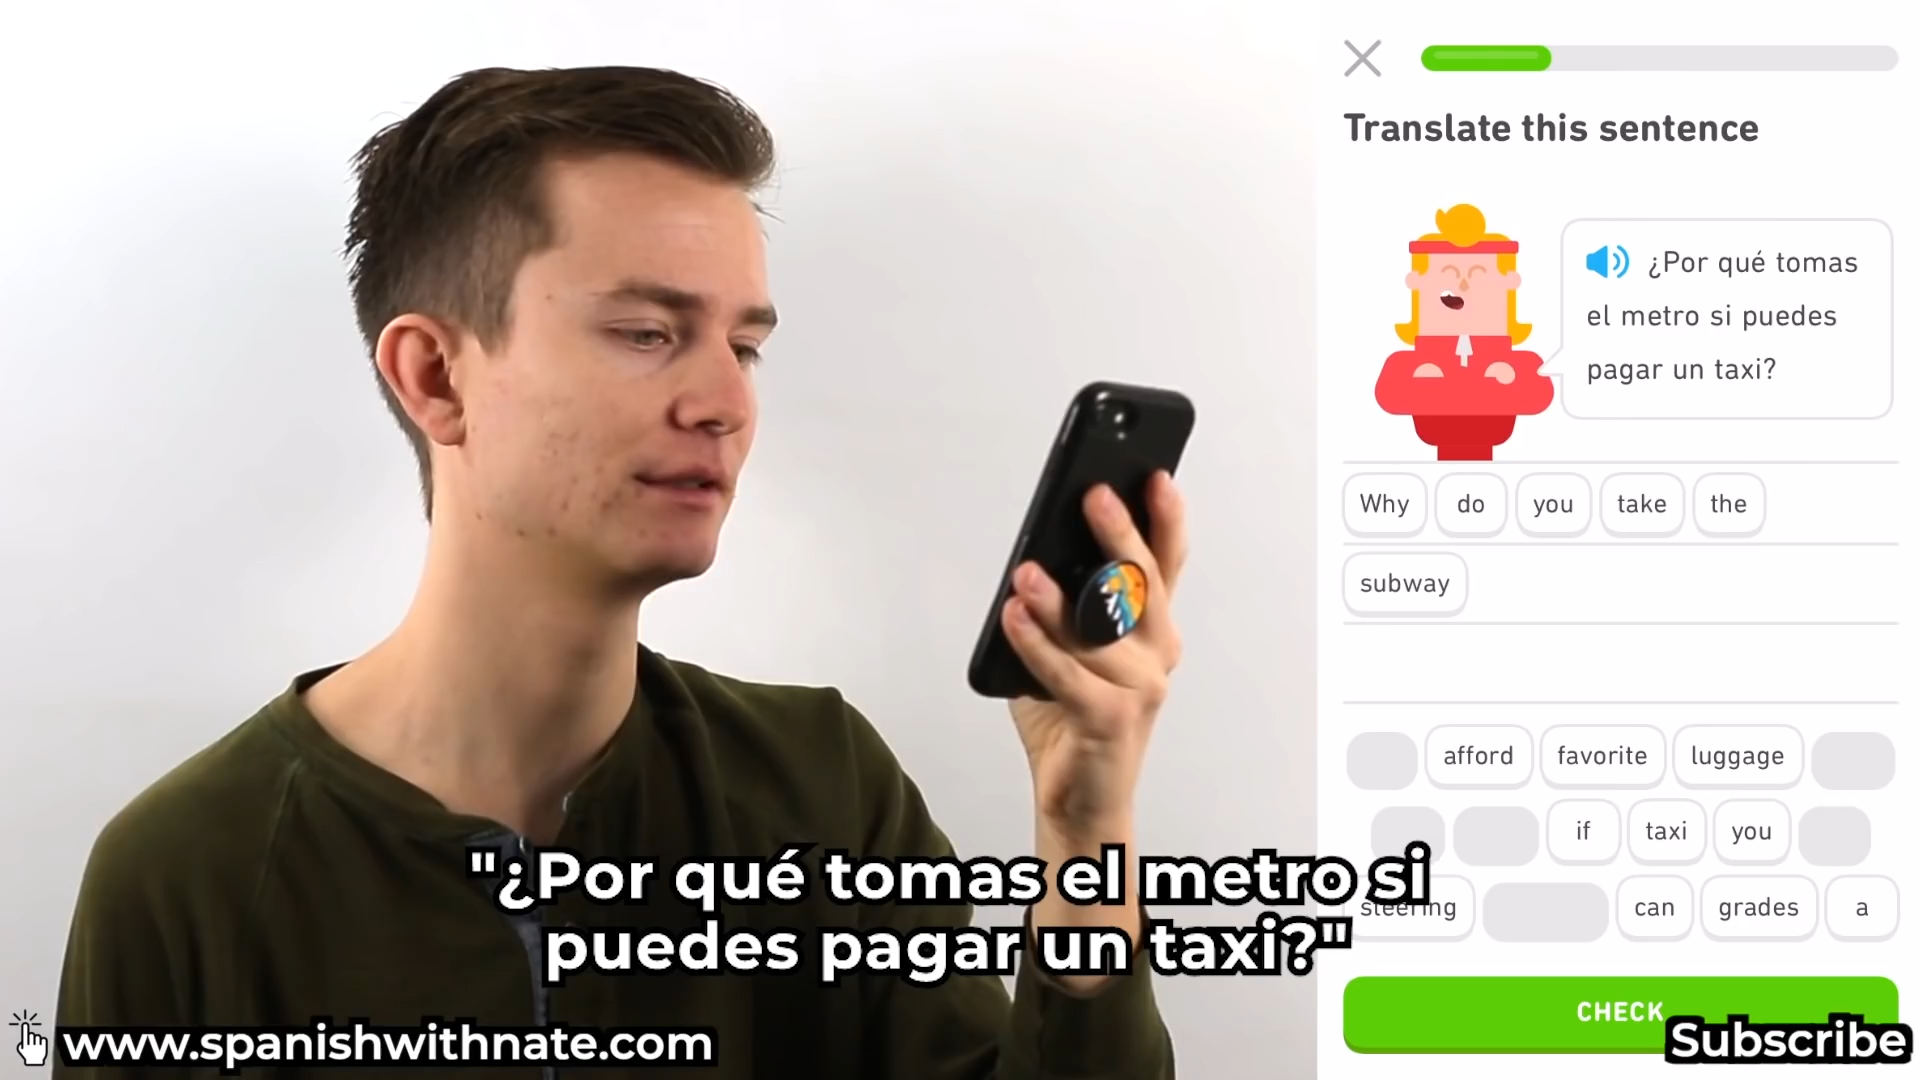 Translate this sentence
¿Por qué tomas
el metro si puedes
pagar un taxi?
Why do you take the
subway
afford favorite luggage
if taxi you
steering can grades a
CHECK
"¿Por qué tomas el metro si
puedes pagar un taxi?"
www.spanishwithnate.com
Subscribe